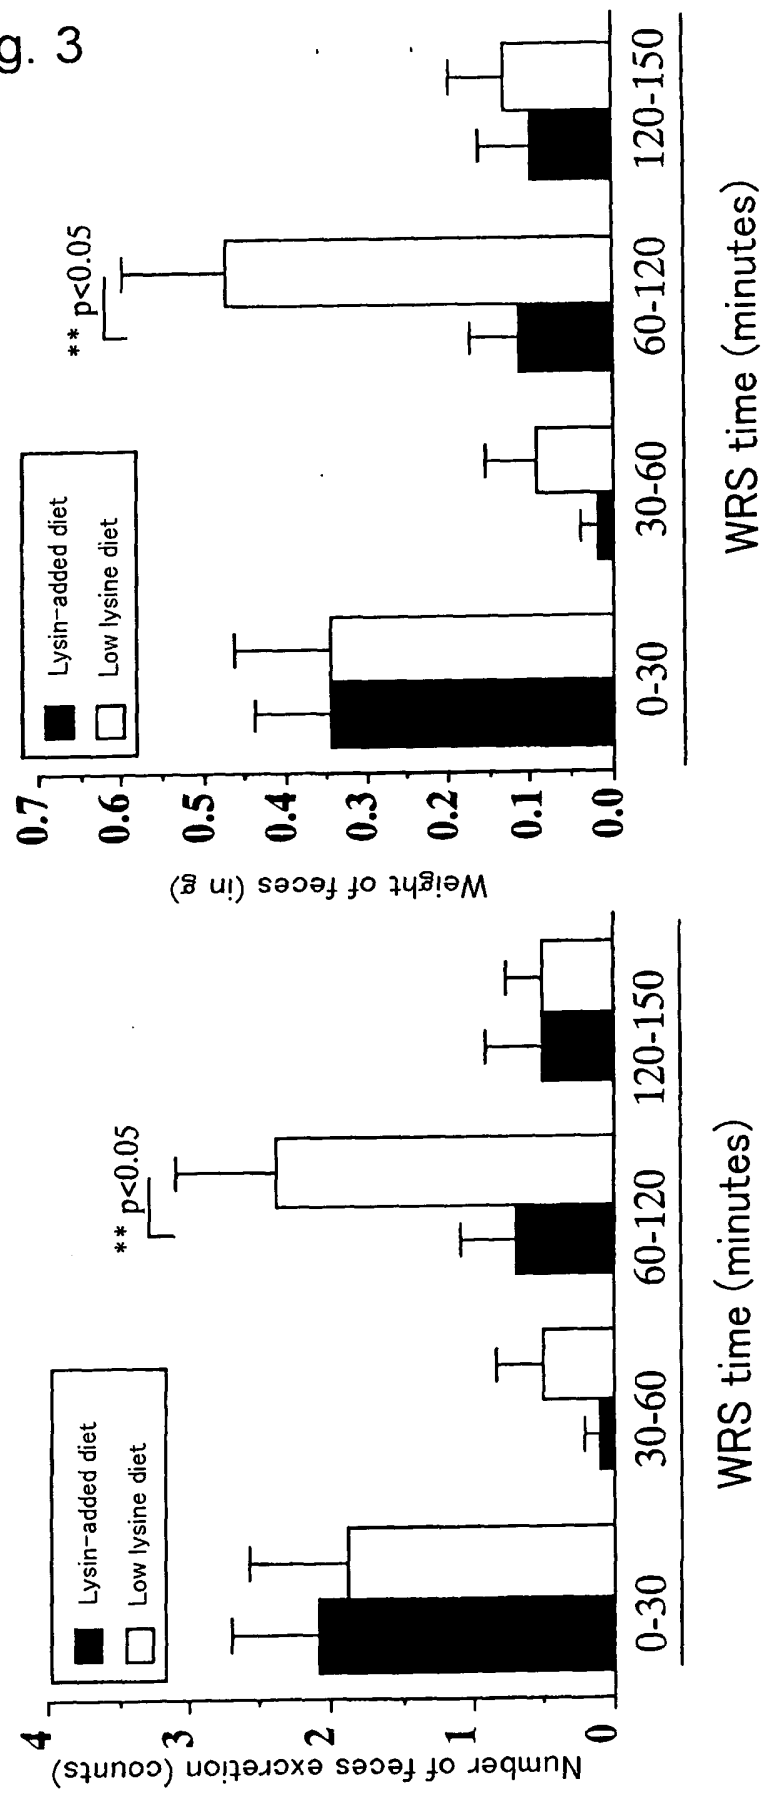 g. 3
Number of feces excretion (counts)
4
3
2
1
0
Lysin-added diet
Low lysine diet
** p<0.05
0-30
30-60
60-120
120-150
WRS time (minutes)
Weight of feces (in g)
0.7
0.6
0.5
0.4
0.3
0.2
0.1
0.0
Lysin-added diet
Low lysine diet
** p<0.05
0-30
30-60
60-120
120-150
WRS time (minutes)